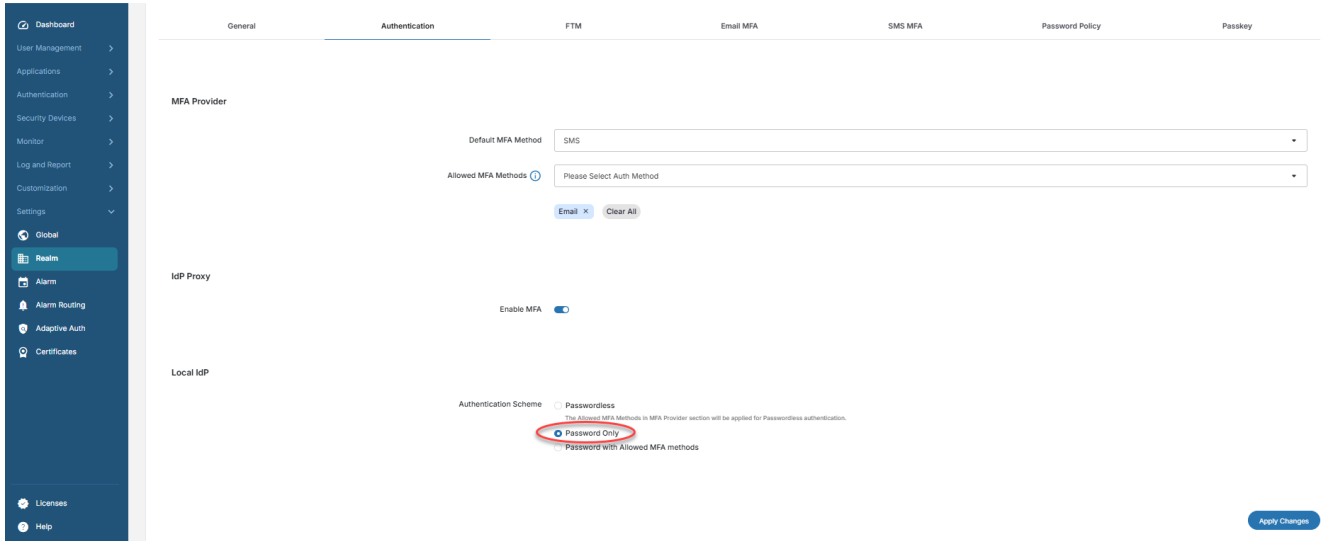 Dashboard
User Management
Applications
Authentication
Security Devices
Monitor
Log and Report
Customization
Settings
Global
Realm
Alarm
Alarm Routing
Adaptive Auth
Certificates
Licenses
Help
General Authentication FTM Email MFA SMS MFA Password Policy Passkey
MFA Provider
Default MFA Method SMS
Allowed MFA Methods Please Select Auth Method
Email × Clear All
IdP Proxy
Enable MFA
Local IdP
Authentication Scheme Passwordless
The Allowed MFA Methods in MFA Provider section will be applied for Passwordless authentication.
Password Only
Password with Allowed MFA methods
Apply Changes